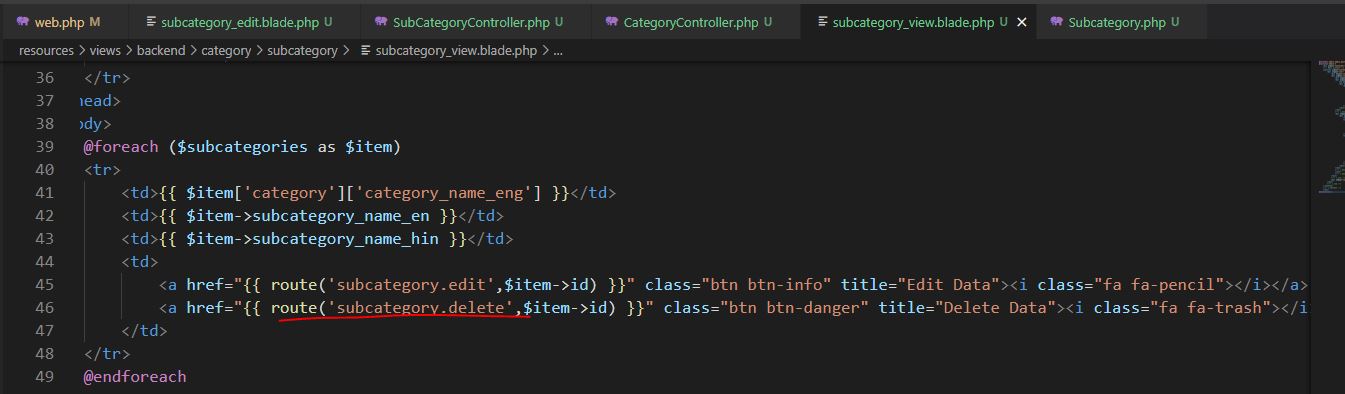 web.php M subcategory_edit.blade.php U SubCategoryController.php U CategoryController.php U subcategory_view.blade.php U Subcategory.php U
resources > views > backend > category > subcategory > subcategory_view.blade.php > ...
36 </tr>
37 head>
38 ody>
39 @foreach ($subcategories as $item)
40 <tr>
41 <td>{{ $item['category']['category_name_eng'] }}</td>
42 <td>{{ $item->subcategory_name_en }}</td>
43 <td>{{ $item->subcategory_name_hin }}</td>
44 <td>
45 <a href="{{ route('subcategory.edit',$item->id) }}" class="btn btn-info" title="Edit Data"><i class="fa fa-pencil"></i></a>
46 <a href="{{ route('subcategory.delete',$item->id) }}" class="btn btn-danger" title="Delete Data"><i class="fa fa-trash"></i
47 </td>
48 </tr>
49 @endforeach